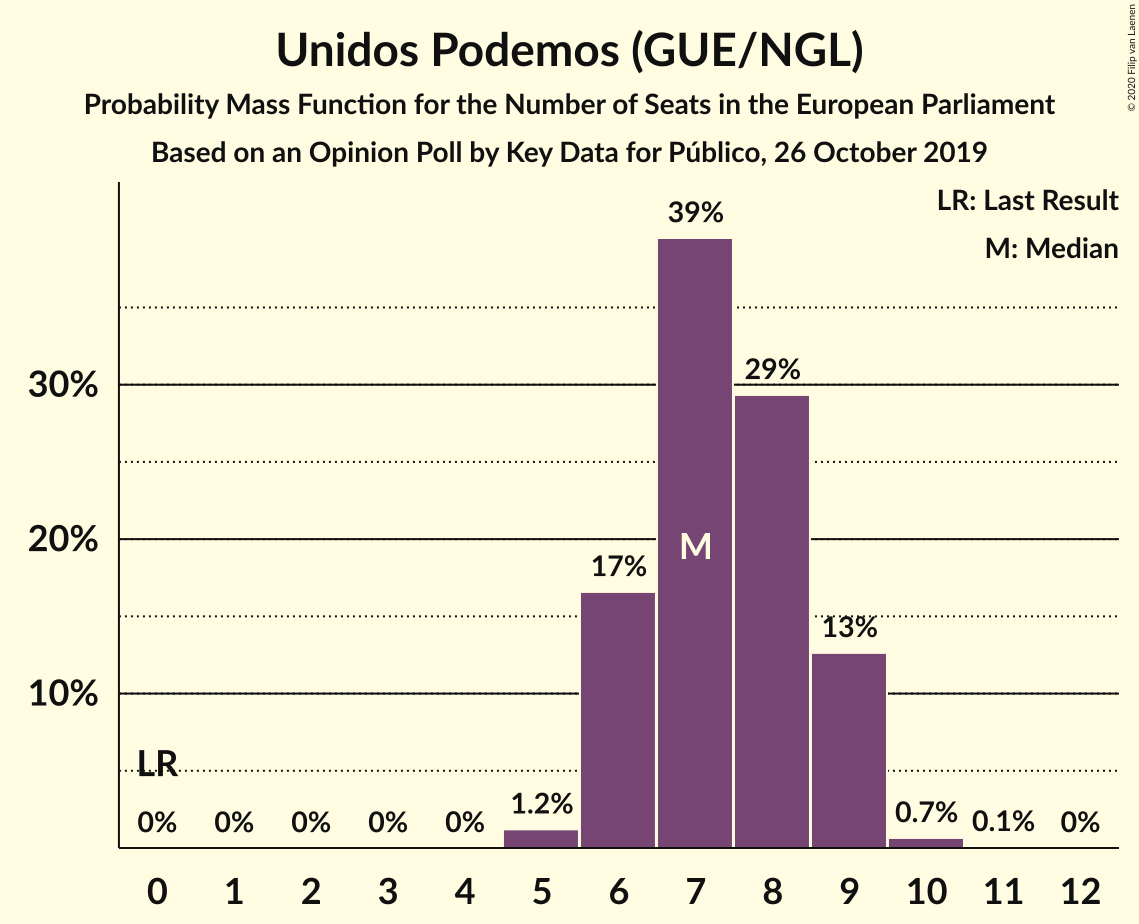 Unidos Podemos (GUE/NGL)
Probability Mass Function for the Number of Seats in the European Parliament
Based on an Opinion Poll by Key Data for Público, 26 October 2019
© 2020 Filip van Laenen
LR: Last Result
M: Median
39%
30%
29%
20%
M
17%
13%
10%
LR
0%
0%
0%
0%
0%
1.2%
0.7%
0.1%
0%
0 1 2 3 4 5 6 7 8 9 10 11 12